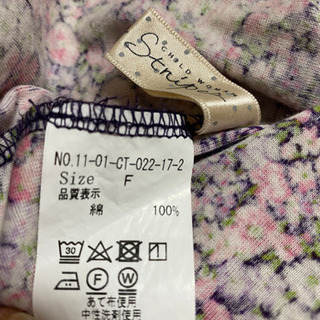 CHILD WOMAN
NO.11-01-CT-022-17-2
Size F
品質表示
綿 100%
30
P W
あて布使用
中性洗剤使用